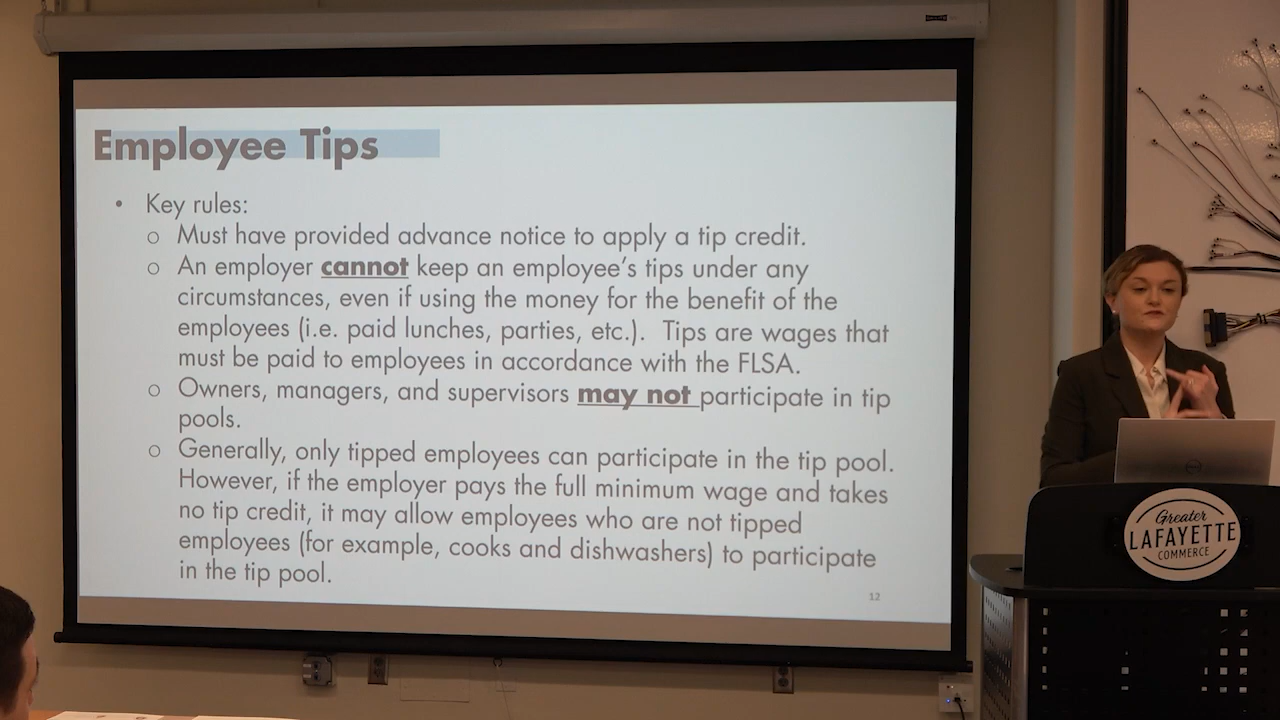 Employee Tips
• Key rules:
o Must have provided advance notice to apply a tip credit.
o An employer cannot keep an employee's tips under any
circumstances, even if using the money for the benefit of the
employees (i.e. paid lunches, parties, etc.). Tips are wages that
must be paid to employees in accordance with the FLSA.
o Owners, managers, and supervisors may not participate in tip
pools.
o Generally, only tipped employees can participate in the tip pool.
However, if the employer pays the full minimum wage and takes
no tip credit, it may allow employees who are not tipped
employees (for example, cooks and dishwashers) to participate
in the tip pool.
12
Greater
LAFAYETTE
COMMERCE